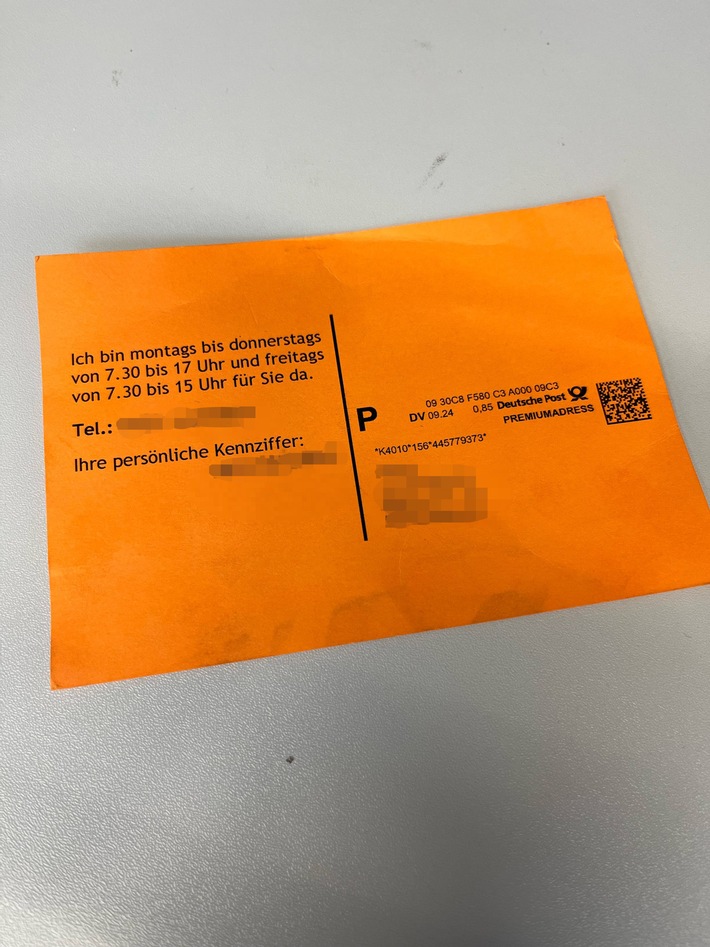 Ich bin montags bis donnerstags
von 7.30 bis 17 Uhr und freitags
von 7.30 bis 15 Uhr für Sie da.
Tel.:
Ihre persönliche Kennziffer:
P
09 30C8 F580 C3 A000 09C3
DV 09.24 0,85 Deutsche Post
PREMIUMADRESS
*K4010*156*445779373*